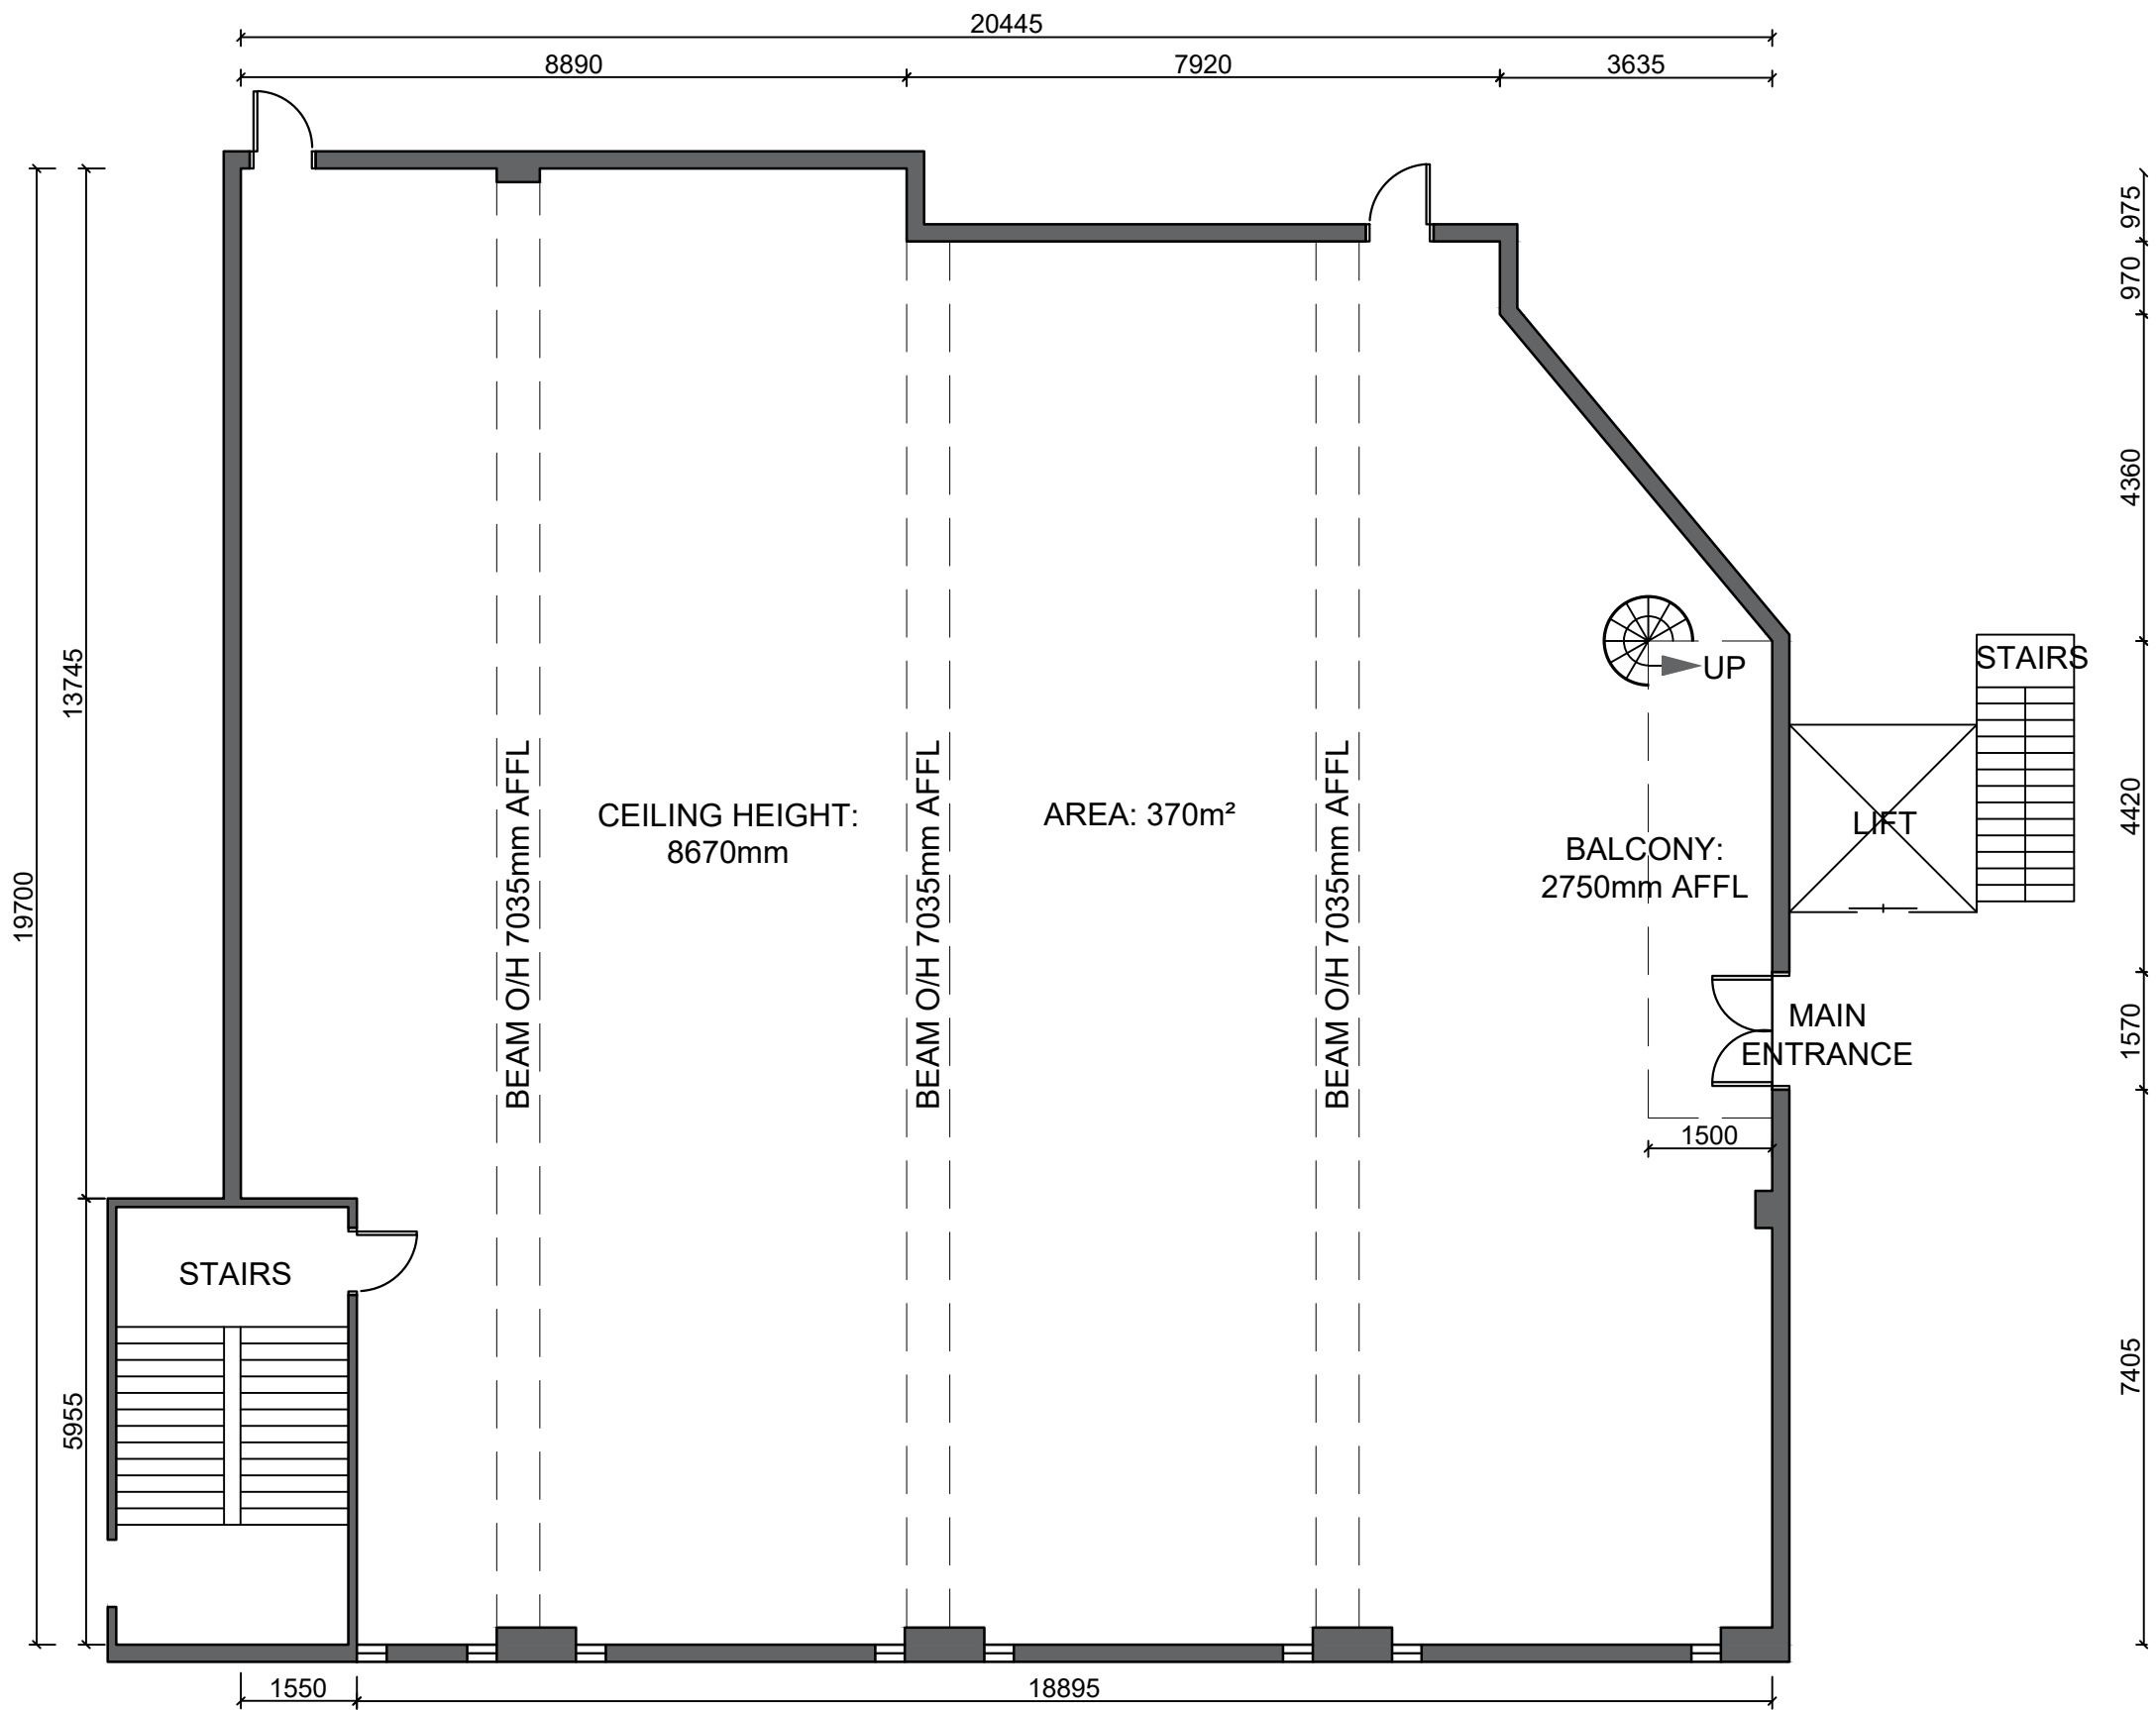 20445
8890
7920
3635
975
970
4360
4420
1570
7405
19700
13745
5955
BEAM O/H 7035mm AFFL
CEILING HEIGHT:
8670mm
BEAM O/H 7035mm AFFL
AREA: 370m²
BEAM O/H 7035mm AFFL
UP
BALCONY:
2750mm AFFL
STAIRS
LIFT
MAIN
ENTRANCE
1500
STAIRS
1550
18895